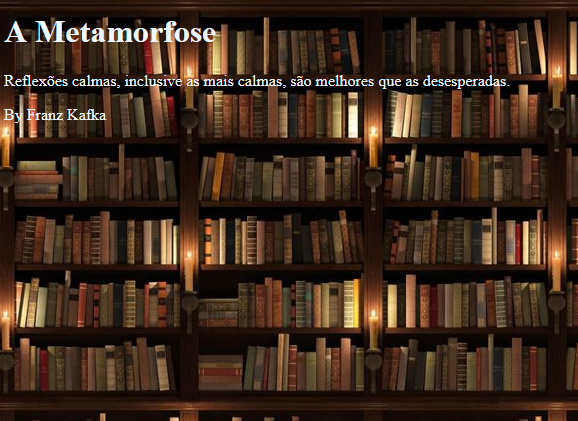 A Metamorfose
Reflexões calmas, inclusive as mais calmas, são melhores que as desesperadas.
By Franz Kafka